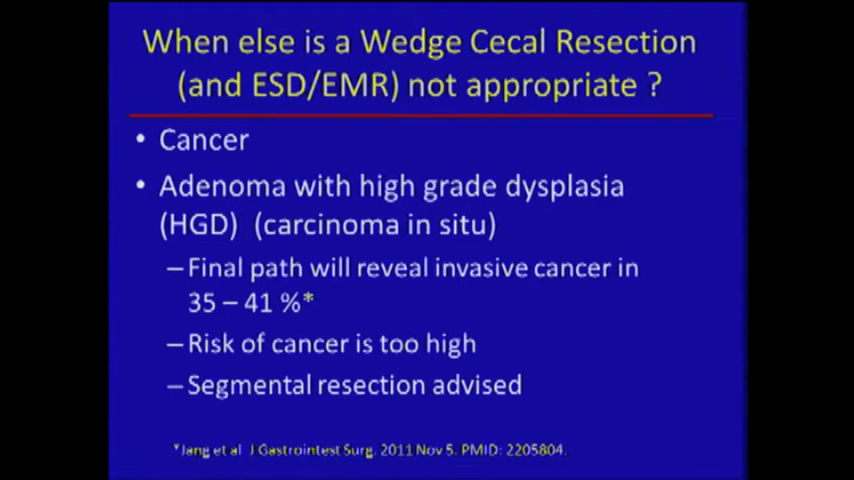 When else is a Wedge Cecal Resection
(and ESD/EMR) not appropriate ?
• Cancer
• Adenoma with high grade dysplasia
(HGD) (carcinoma in situ)
– Final path will reveal invasive cancer in
35 – 41 %*
– Risk of cancer is too high
– Segmental resection advised
*Jang et al J Gastrointest Surg. 2011 Nov 5. PMID: 2205804.